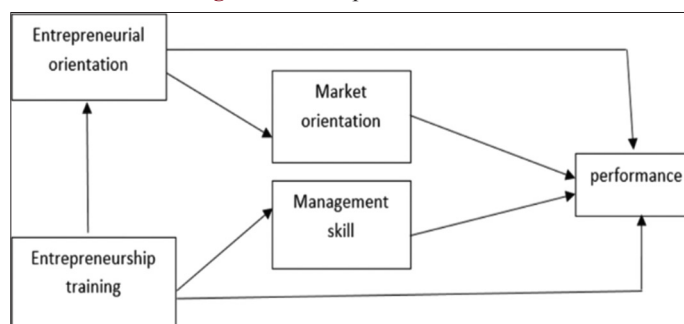 Entrepreneurial
orientation
Market
orientation
performance
Management
skill
Entrepreneurship
training